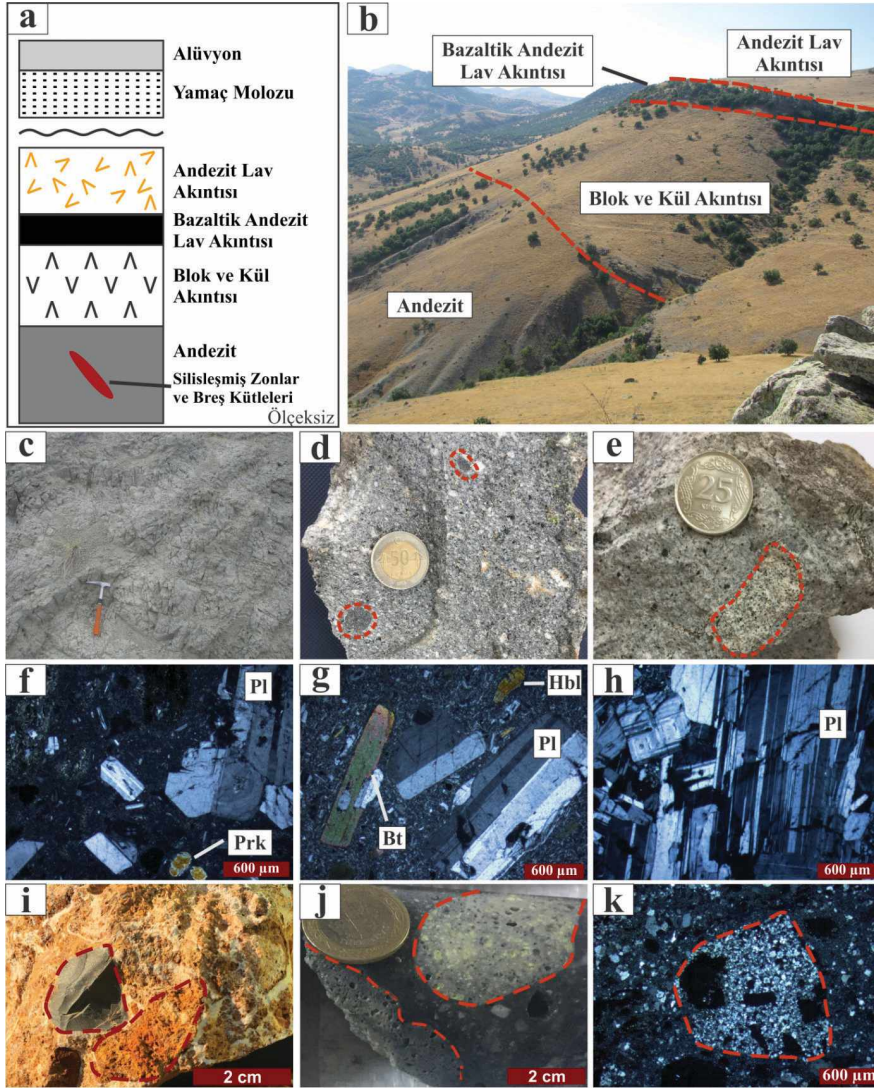 a
Alüvyon
Yamaç Molozu
Andezit Lav
Akıntısı
Bazaltik Andezit
Lav Akıntısı
Blok ve Kül
Akıntısı
Andezit
Silisleşmiş Zonlar
ve Breş Kütleleri
Ölçeksiz
b
Bazaltik Andezit
Lav Akıntısı
Andezit Lav
Akıntısı
Blok ve Kül Akıntısı
Andezit
c
d
50
e
25
f
Pl
Prk
600 µm
g
Hbl
Pl
Bt
600 µm
h
Pl
600 µm
i
2 cm
j
2 cm
k
600 µm